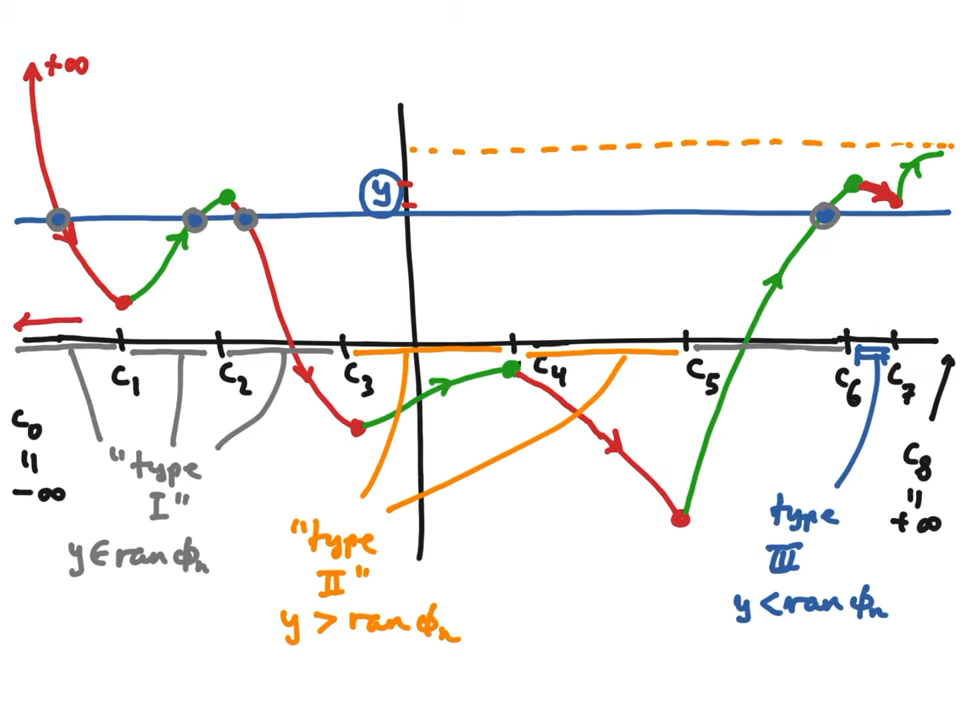 +∞
y
C₁
C₂
C₃
C₄
C₅
C₆
C₇
C₀
"
-∞
"type
I"
y∈ran ϕₙ
"type
II"
y > ran ϕₙ
type
III
y < ran ϕₙ
C₈
"
+∞